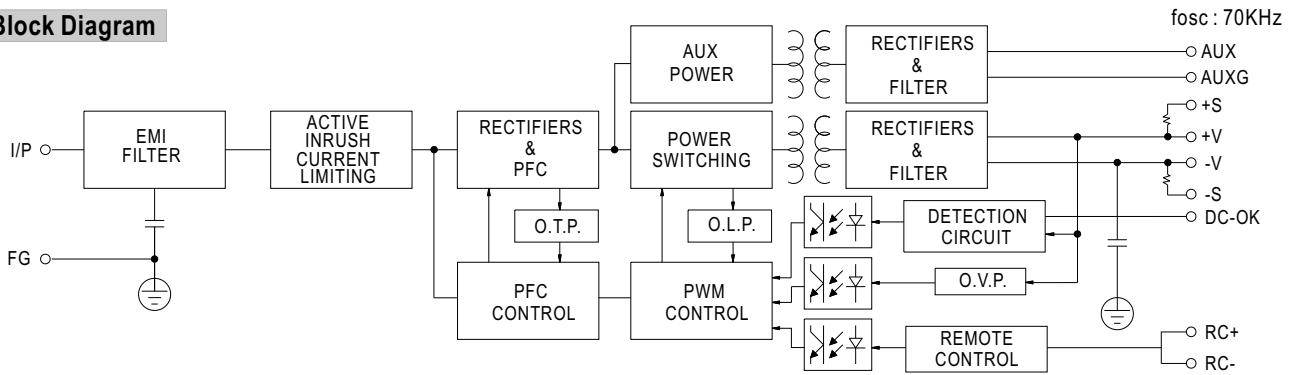 Block Diagram
fosc : 70KHz
AUX
POWER
RECTIFIERS
&
FILTER
AUX
AUXG
I/P
EMI
FILTER
ACTIVE
INRUSH
CURRENT
LIMITING
RECTIFIERS
&
PFC
POWER
SWITCHING
RECTIFIERS
&
FILTER
+S
+V
-V
-S
O.T.P.
O.L.P.
DETECTION
CIRCUIT
DC-OK
FG
PFC
CONTROL
PWM
CONTROL
O.V.P.
REMOTE
CONTROL
RC+
RC-